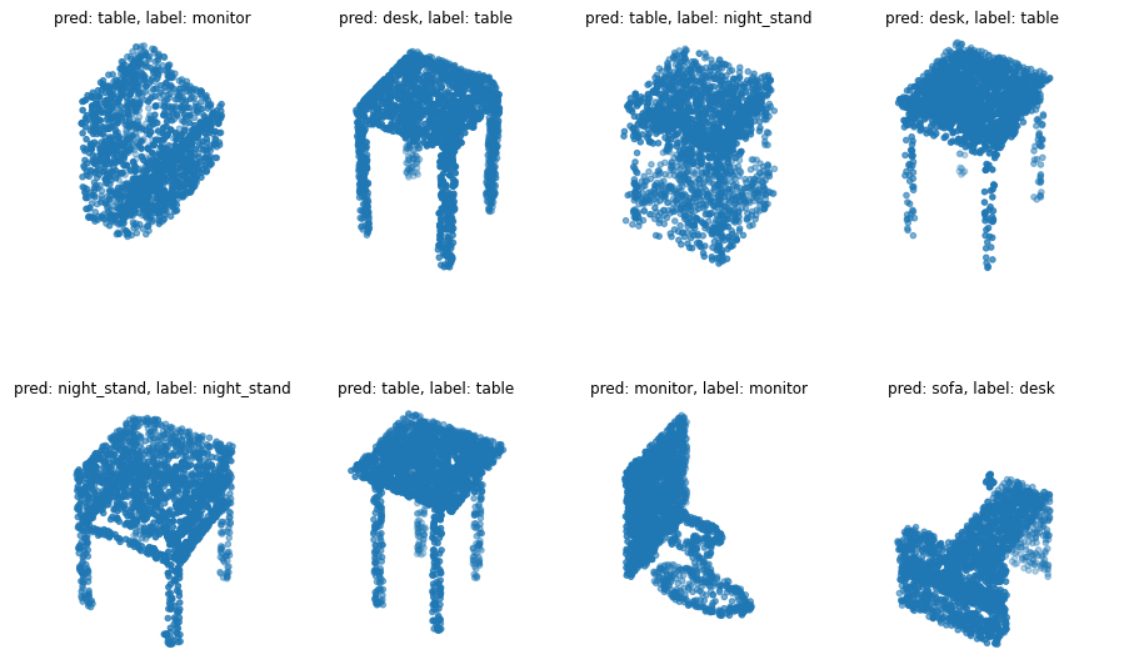 pred: table, label: monitor
pred: desk, label: table
pred: table, label: night_stand
pred: desk, label: table
pred: night_stand, label: night_stand
pred: table, label: table
pred: monitor, label: monitor
pred: sofa, label: desk